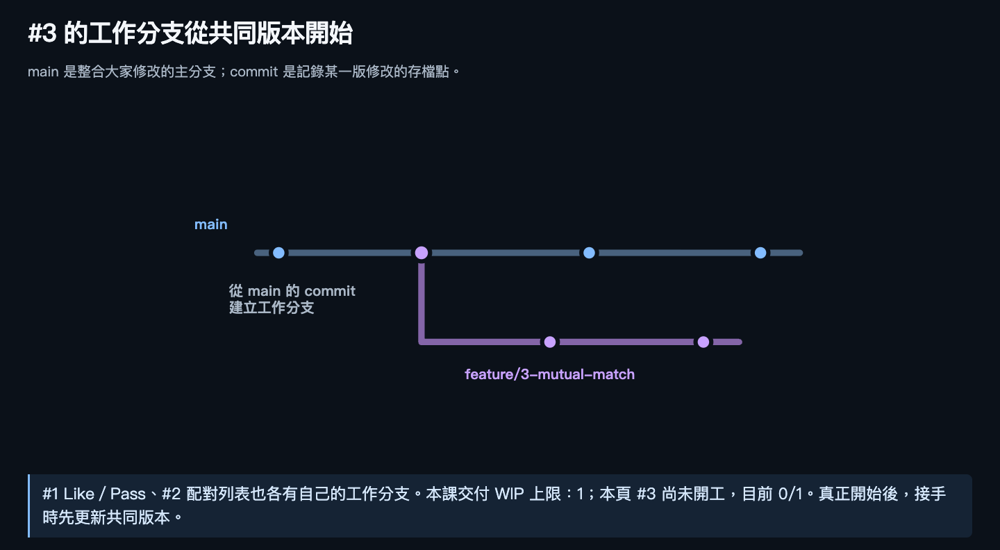 #3 的工作分支從共同版本開始
main 是整合大家修改的主分支；commit 是記錄某一版修改的存檔點。
main
從 main 的 commit
建立工作分支
feature/3-mutual-match
#1 Like / Pass、#2 配對列表也各有自己的工作分支。本課交付 WIP 上限：1；本頁 #3 尚未開工，目前 0/1。真正開始後，接手
時先更新共同版本。